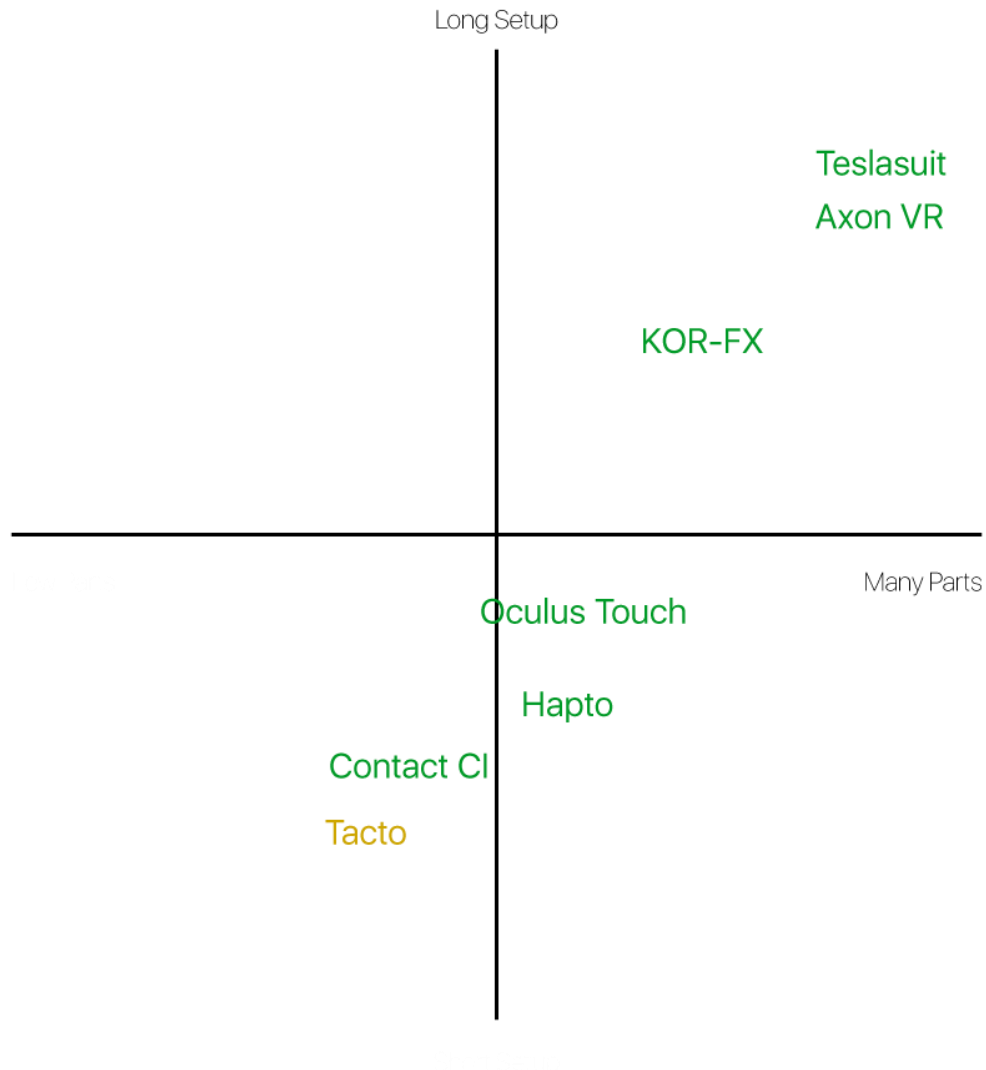 Long Setup
Teslasuit
Axon VR
KOR-FX
Many Parts
Oculus Touch
Hapto
Contact CI
Tacto